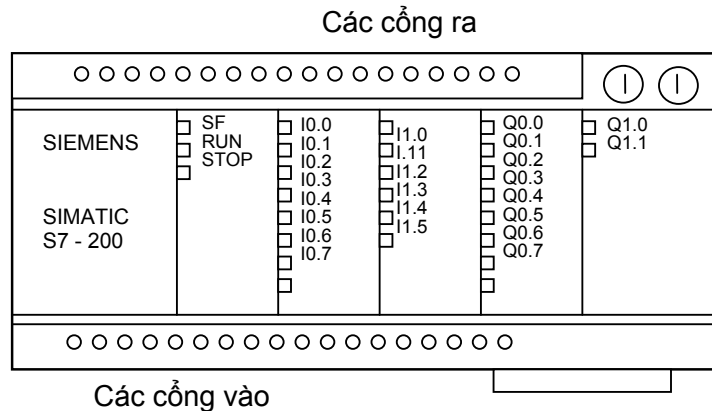 Các cổng ra
SIEMENS
SIMATIC
S7 - 200
SF
RUN
STOP
I0.0
I0.1
I0.2
I0.3
I0.4
I0.5
I0.6
I0.7
I1.0
I.11
I1.2
I1.3
I1.4
I1.5
Q0.0
Q0.1
Q0.2
Q0.3
Q0.4
Q0.5
Q0.6
Q0.7
Q1.0
Q1.1
Các cổng vào